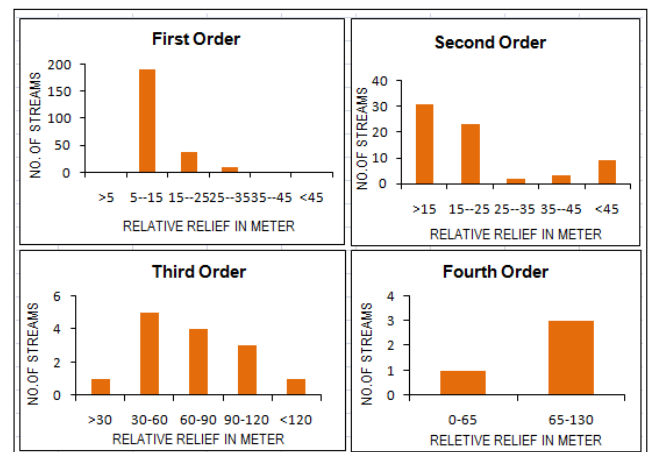 First Order
NO. OF STREAMS
200
150
100
50
0
>5 5--15 15--25 25--35 35--45 <45
RELATIVE RELIEF IN METER
Second Order
NO. OF STREAMS
40
30
20
10
0
>15 15--25 25--35 35--45 <45
RELATIVE RELIEF IN METER
Third Order
NO.OF STREAMS
6
4
2
0
>30 30-60 60-90 90-120 <120
RELATIVE RELIEF IN METER
Fourth Order
NO.OF STREAMS
4
3
2
1
0
0-65 65-130
RELETIVE RELIEF IN METER